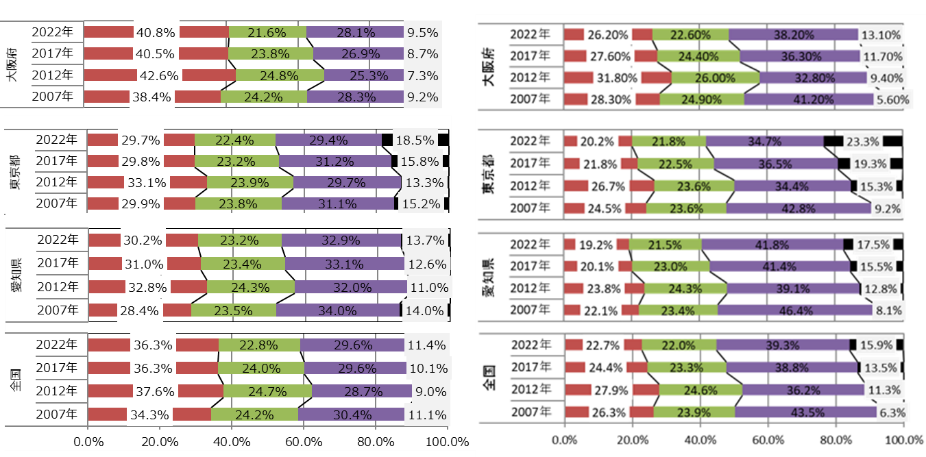 大阪府
2022年 40.8% 21.6% 28.1% 9.5%
2017年 40.5% 23.8% 26.9% 8.7%
2012年 42.6% 24.8% 25.3% 7.3%
2007年 38.4% 24.2% 28.3% 9.2%
東京都
2022年 29.7% 22.4% 29.4% 18.5%
2017年 29.8% 23.2% 31.2% 15.8%
2012年 33.1% 23.9% 29.7% 13.3%
2007年 29.9% 23.8% 31.1% 15.2%
愛知県
2022年 30.2% 23.2% 32.9% 13.7%
2017年 31.0% 23.4% 33.1% 12.6%
2012年 32.8% 24.3% 32.0% 11.0%
2007年 28.4% 23.5% 34.0% 14.0%
全国
2022年 36.3% 22.8% 29.6% 11.4%
2017年 36.3% 24.0% 29.6% 10.1%
2012年 37.6% 24.7% 28.7% 9.0%
2007年 34.3% 24.2% 30.4% 11.1%
0.0% 20.0% 40.0% 60.0% 80.0% 100.0%
大阪府
2022年 26.20% 22.60% 38.20% 13.10%
2017年 27.60% 24.40% 36.30% 11.70%
2012年 31.80% 26.00% 32.80% 9.40%
2007年 28.30% 24.90% 41.20% 5.60%
東京都
2022年 20.2% 21.8% 34.7% 23.3%
2017年 21.8% 22.5% 36.5% 19.3%
2012年 26.7% 23.6% 34.4% 15.3%
2007年 24.5% 23.6% 42.8% 9.2%
愛知県
2022年 19.2% 21.5% 41.8% 17.5%
2017年 20.1% 23.0% 41.4% 15.5%
2012年 23.8% 24.3% 39.1% 12.8%
2007年 22.1% 23.4% 46.4% 8.1%
全国
2022年 22.7% 22.0% 39.3% 15.9%
2017年 24.4% 23.3% 38.8% 13.5%
2012年 27.9% 24.6% 36.2% 11.3%
2007年 26.3% 23.9% 43.5% 6.3%
0.0% 20.0% 40.0% 60.0% 80.0% 100.0%